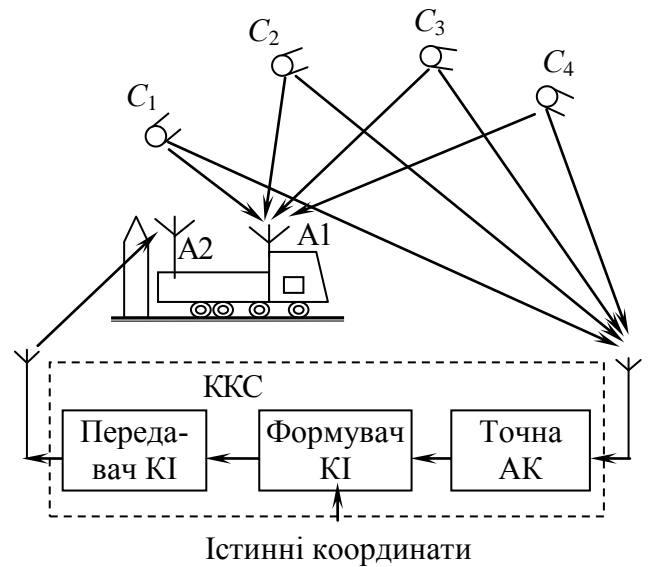 C1
C2
C3
C4
A2
A1
ККС
Переда-
вач КІ
Формувач
КІ
Точна
АК
Істинні координати